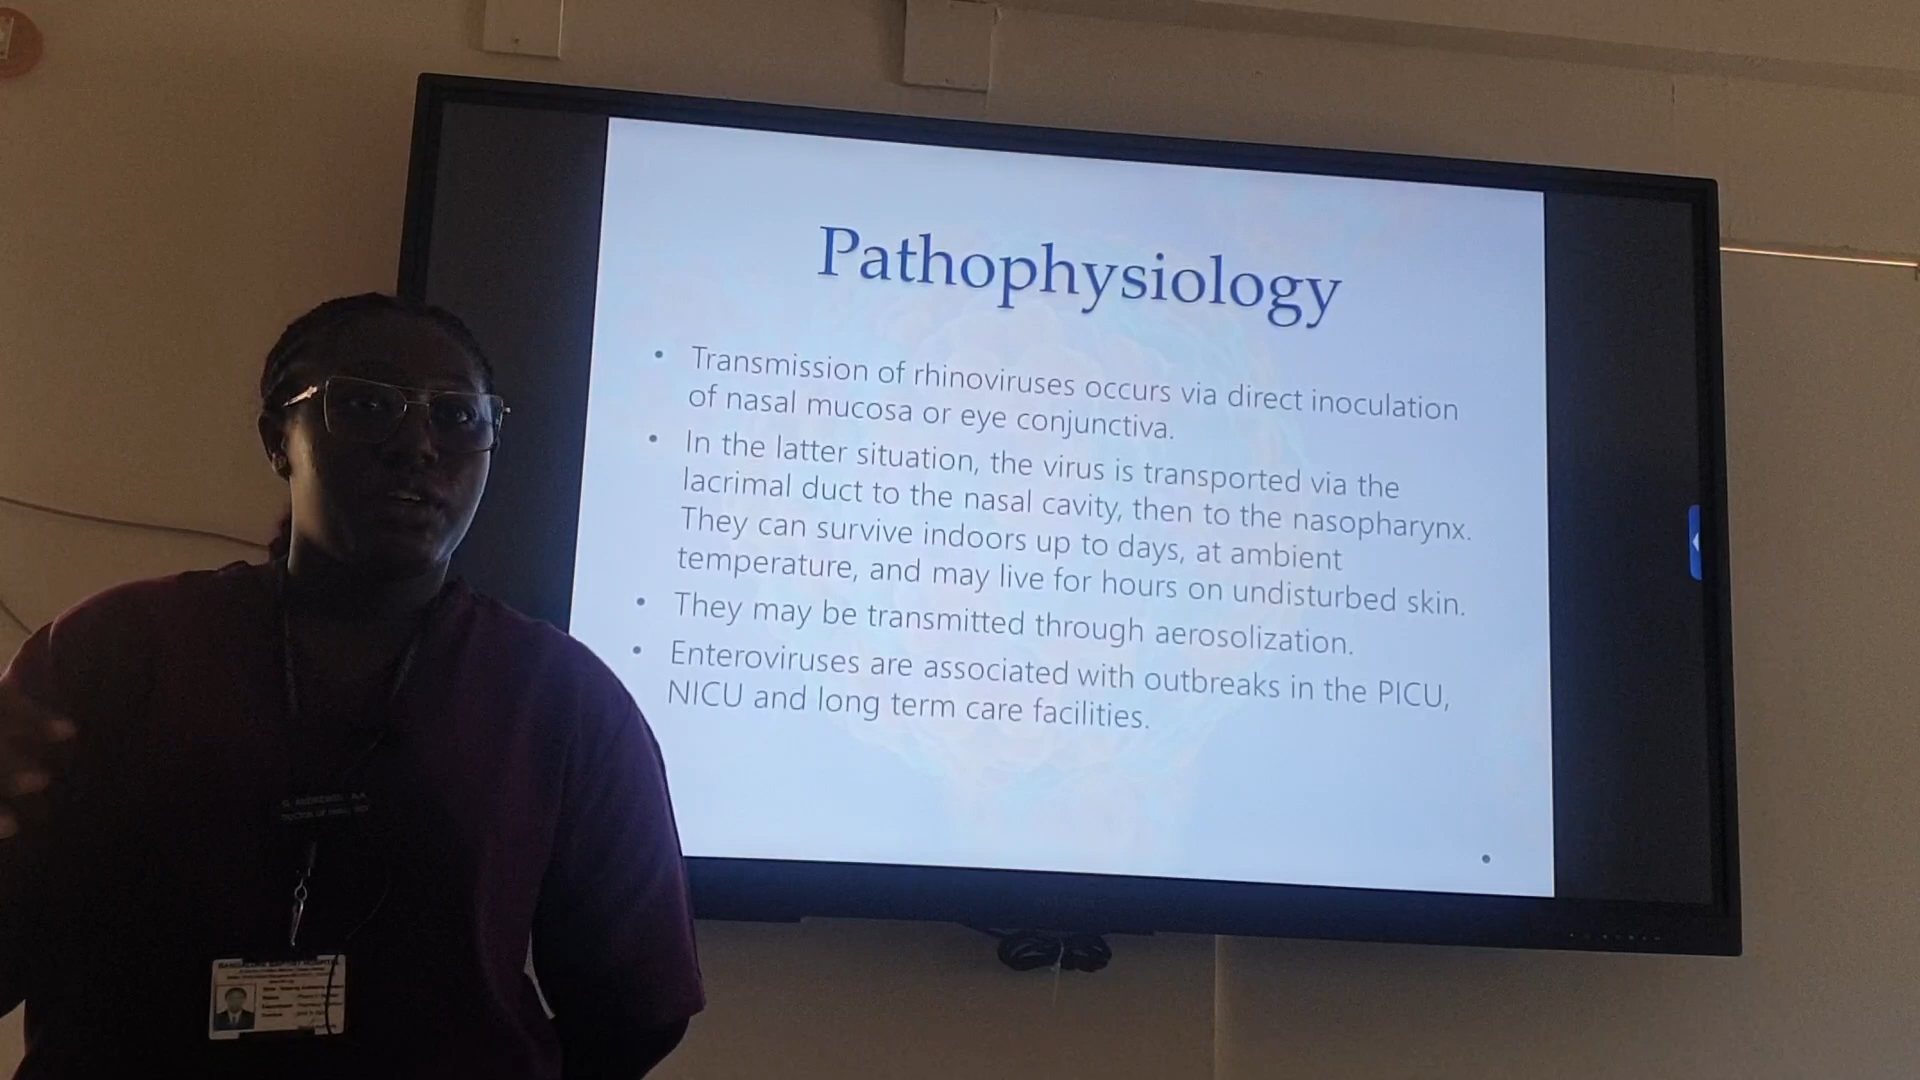 Pathophysiology
• Transmission of rhinoviruses occurs via direct inoculation
of nasal mucosa or eye conjunctiva.
• In the latter situation, the virus is transported via the
lacrimal duct to the nasal cavity, then to the nasopharynx.
They can survive indoors up to days, at ambient
temperature, and may live for hours on undisturbed skin.
• They may be transmitted through aerosolization.
• Enteroviruses are associated with outbreaks in the PICU,
NICU and long term care facilities.
HOSPITAL